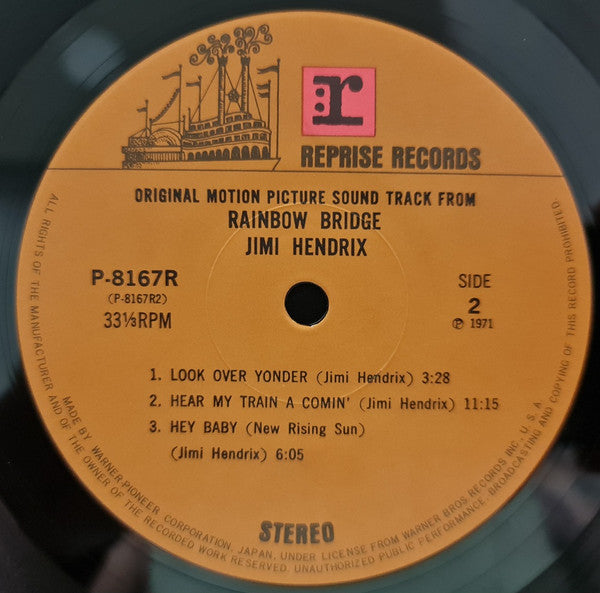 r
REPRISE RECORDS
ORIGINAL MOTION PICTURE SOUND TRACK FROM
RAINBOW BRIDGE
JIMI HENDRIX
P-8167R
(P-8167R2)
33⅓RPM
SIDE
2
Ⓟ 1971
1. LOOK OVER YONDER (Jimi Hendrix) 3:28
2. HEAR MY TRAIN A COMIN' (Jimi Hendrix) 11:15
3. HEY BABY (New Rising Sun)
(Jimi Hendrix) 6:05
STEREO
MADE BY WARNER-PIONEER CORPORATION, JAPAN, UNDER LICENSE FROM WARNER BROS RECORDS INC., U.S.A.
ALL RIGHTS OF THE MANUFACTURER AND OF THE OWNER OF THE RECORDED WORK RESERVED. UNAUTHORIZED PUBLIC PERFORMANCE, BROADCASTING AND COPYING OF THIS RECORD PROHIBITED.